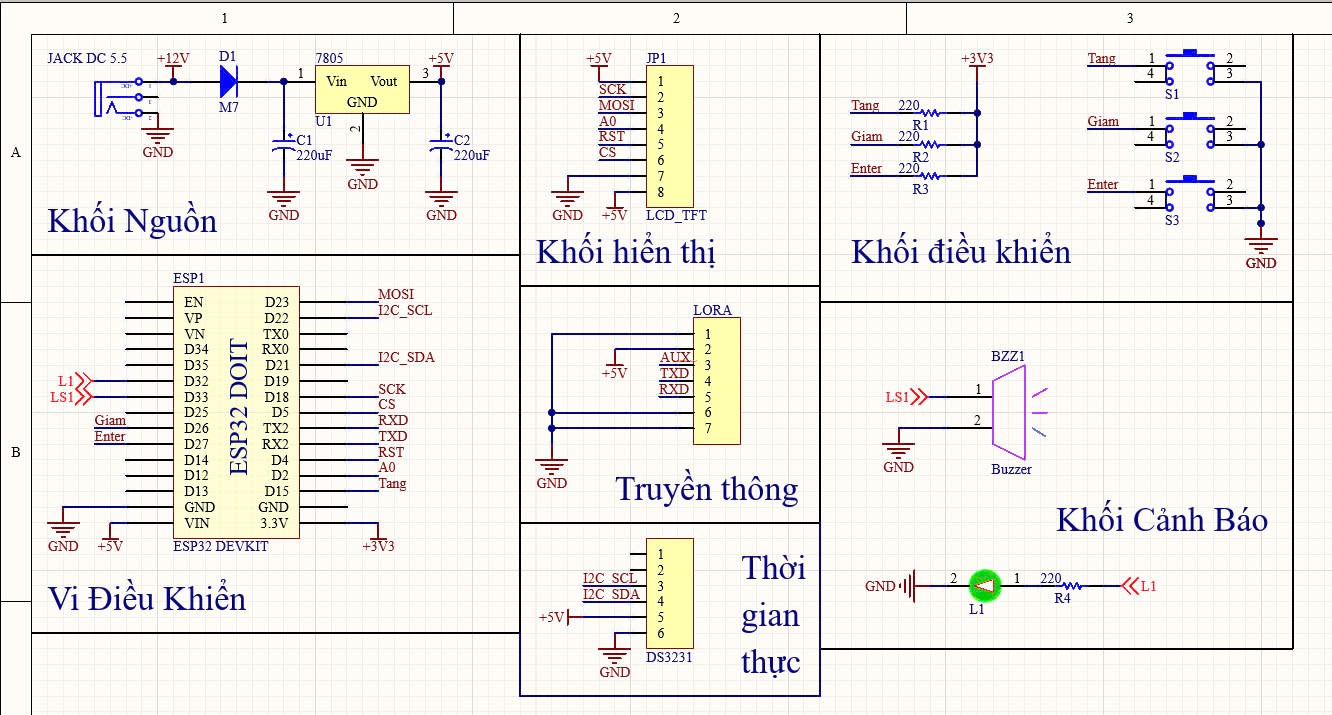 1 2 3
A
B
JACK DC 5.5
+12V
D1
M7
1
7805
Vin Vout
GND
U1
2
3
+5V
C1
220uF
C2
220uF
GND
GND
GND
GND
Khối Nguồn
+5V
JP1
SCK
MOSI
A0
RST
CS
1
2
3
4
5
6
7
8
GND
+5V
LCD_TFT
Khối hiển thị
+3V3
Tang 220
R1
Giam 220
R2
Enter 220
R3
Tang 1 2
4 3
S1
Giam 1 2
4 3
S2
Enter 1 2
4 3
S3
GND
Khối điều khiển
ESP1
EN D23 MOSI
VP D22 I2C_SCL
VN TX0
D34 RX0
D35 D21 I2C_SDA
L1 D32 D19
LS1 D33 D18 SCK
D25 D5 CS
Giam D26 TX2 RXD
Enter D27 RX2 TXD
D14 D4 RST
D12 D2 A0
D13 D15 Tang
GND GND
VIN 3.3V
ESP32 DOIT
GND
+5V
ESP32 DEVKIT
+3V3
Vi Điều Khiển
LORA
1
2
AUX 3
TXD 4
RXD 5
6
7
+5V
GND
Truyền thông
1
2
I2C_SCL 3
I2C_SDA 4
+5V 5
6
GND
DS3231
Thời
gian
thực
BZZ1
LS1 1
2
GND
Buzzer
Khối Cảnh Báo
GND 2 1 220 L1
L1
R4